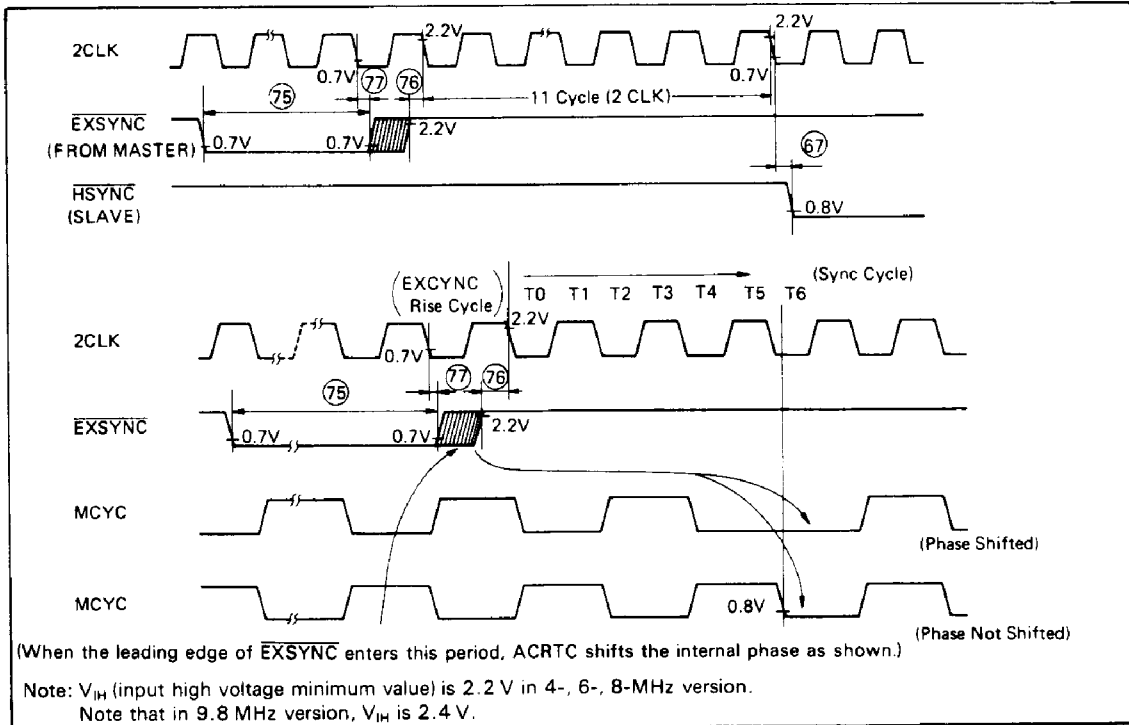 2CLK
2.2V
2.2V
0.7V
77
76
0.7V
75
11 Cycle (2 CLK)
EXSYNC
(FROM MASTER)
0.7V
0.7V
2.2V
67
HSYNC
(SLAVE)
0.8V
(EXCYNC
Rise Cycle)
(Sync Cycle)
T0 T1 T2 T3 T4 T5 T6
2CLK
2.2V
0.7V
77
76
75
EXSYNC
0.7V
0.7V
2.2V
MCYC
(Phase Shifted)
MCYC
0.8V
(Phase Not Shifted)
(When the leading edge of EXSYNC enters this period, ACRTC shifts the internal phase as shown.)
Note: VIH (input high voltage minimum value) is 2.2 V in 4-, 6-, 8-MHz version.
Note that in 9.8 MHz version, VIH is 2.4 V.